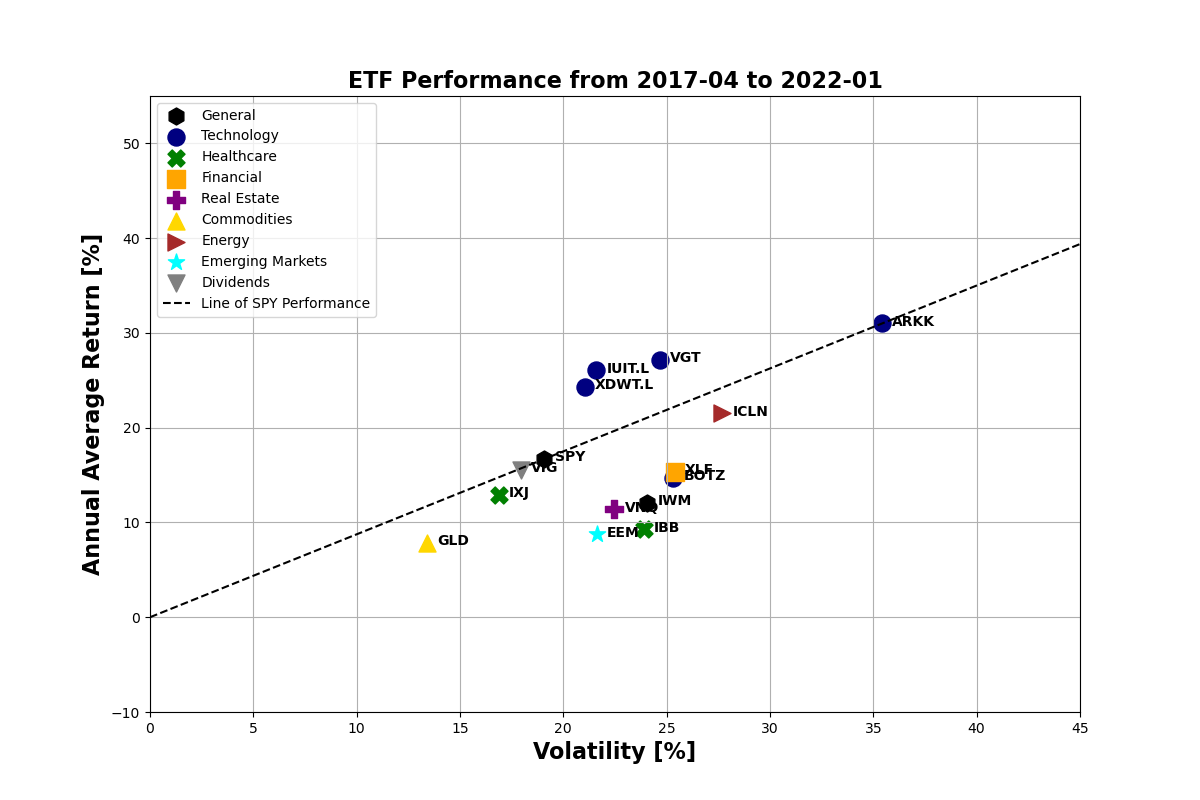 ETF Performance from 2017-04 to 2022-01
General
Technology
Healthcare
Financial
Real Estate
Commodities
Energy
Emerging Markets
Dividends
Line of SPY Performance
Annual Average Return [%]
50
40
30
20
10
0
−10
ARKK
VGT
IUIT.L
XDWT.L
ICLN
SPY
VIG
XLF
BOTZ
IXJ
IWM
VNQ
IBB
EEM
GLD
0
5
10
15
20
25
30
35
40
45
Volatility [%]